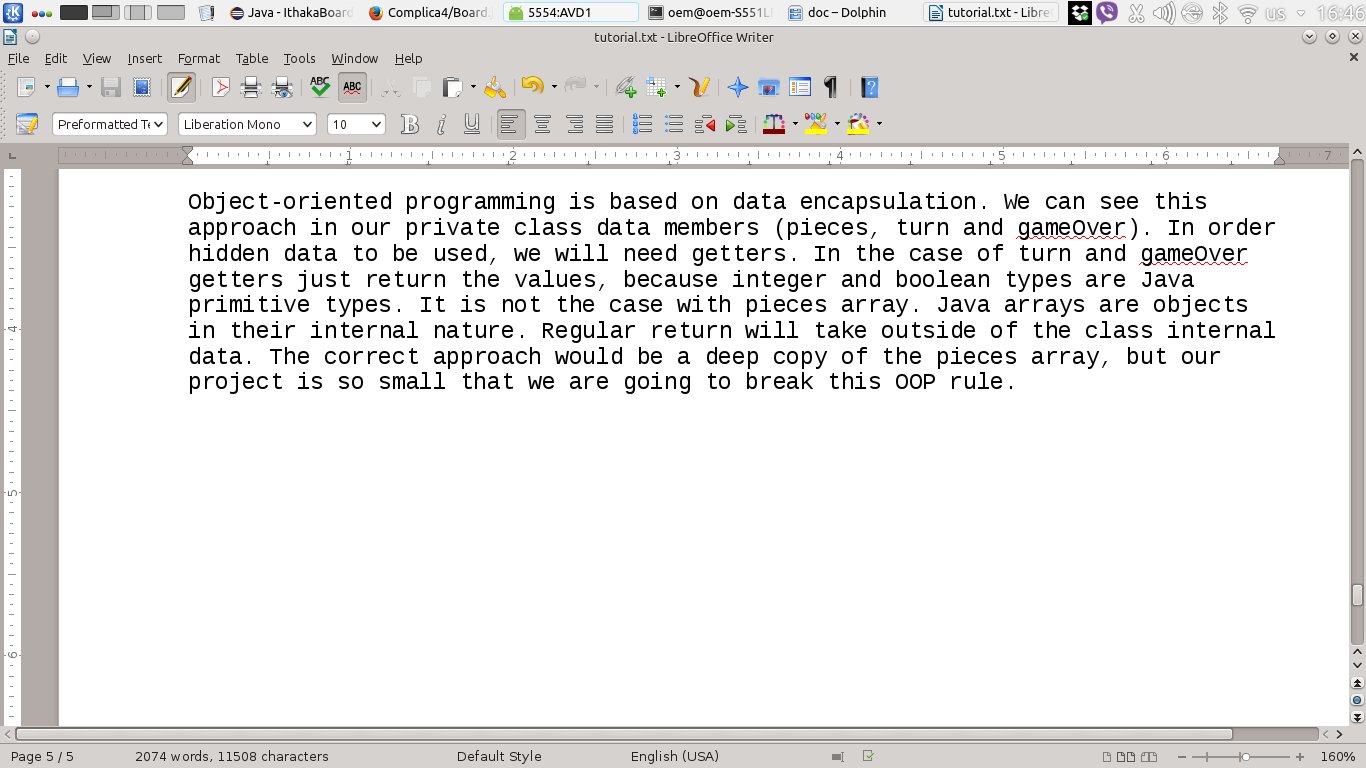 Java - IthakaBoard
Complica4/Board.
5554:AVD1
oem@oem-S551L
doc – Dolphin
tutorial.txt - Libre
us
16:46
tutorial.txt - LibreOffice Writer
File Edit View Insert Format Table Tools Window Help
ABC ABC
Preformatted Te Liberation Mono 10
1 2 3 4 5 6 7
Object-oriented programming is based on data encapsulation. We can see this
approach in our private class data members (pieces, turn and gameOver). In order
hidden data to be used, we will need getters. In the case of turn and gameOver
getters just return the values, because integer and boolean types are Java
primitive types. It is not the case with pieces array. Java arrays are objects
in their internal nature. Regular return will take outside of the class internal
data. The correct approach would be a deep copy of the pieces array, but our
project is so small that we are going to break this OOP rule.
4
5
6
Page 5 / 5 2074 words, 11508 characters Default Style English (USA) 160%